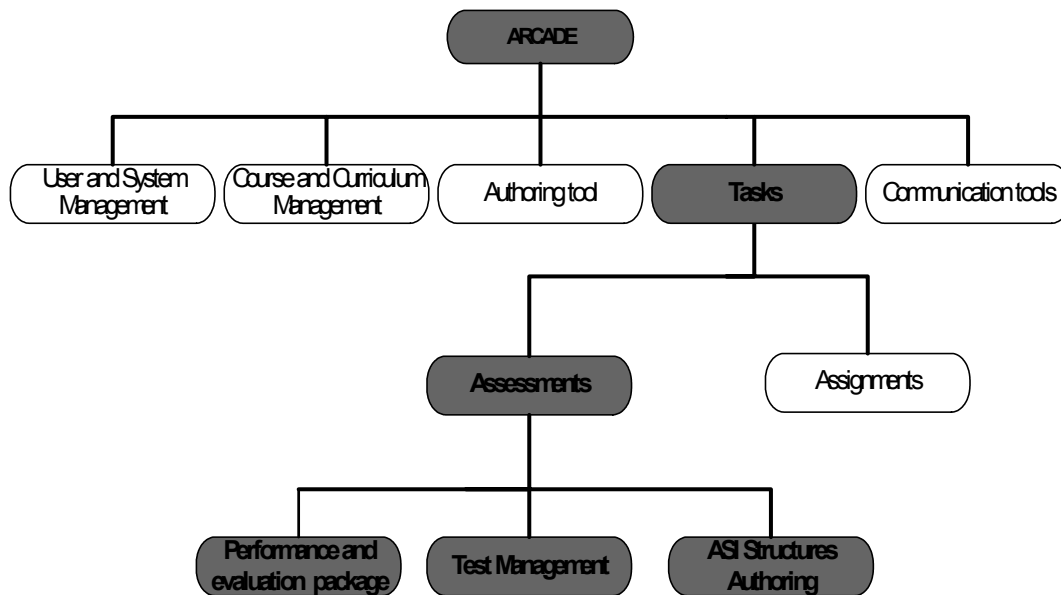 ARCADE
User and System
Management
Course and Curriculum
Management
Authoring tool
Tasks
Communication tools
Assessments
Assignments
Performance and
evaluation package
Test Management
ASI Structures
Authoring